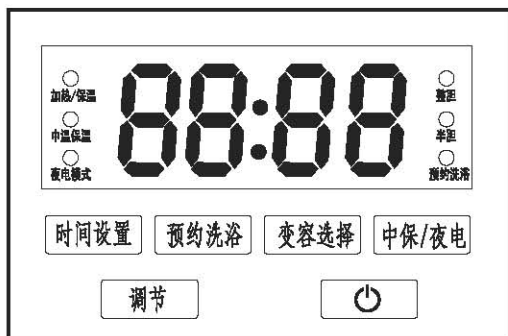 88:88
加热/保温
整胆
中温保温
半胆
夜电模式
预约洗浴
时间设置 预约洗浴 变容选择 中保/夜电
调节